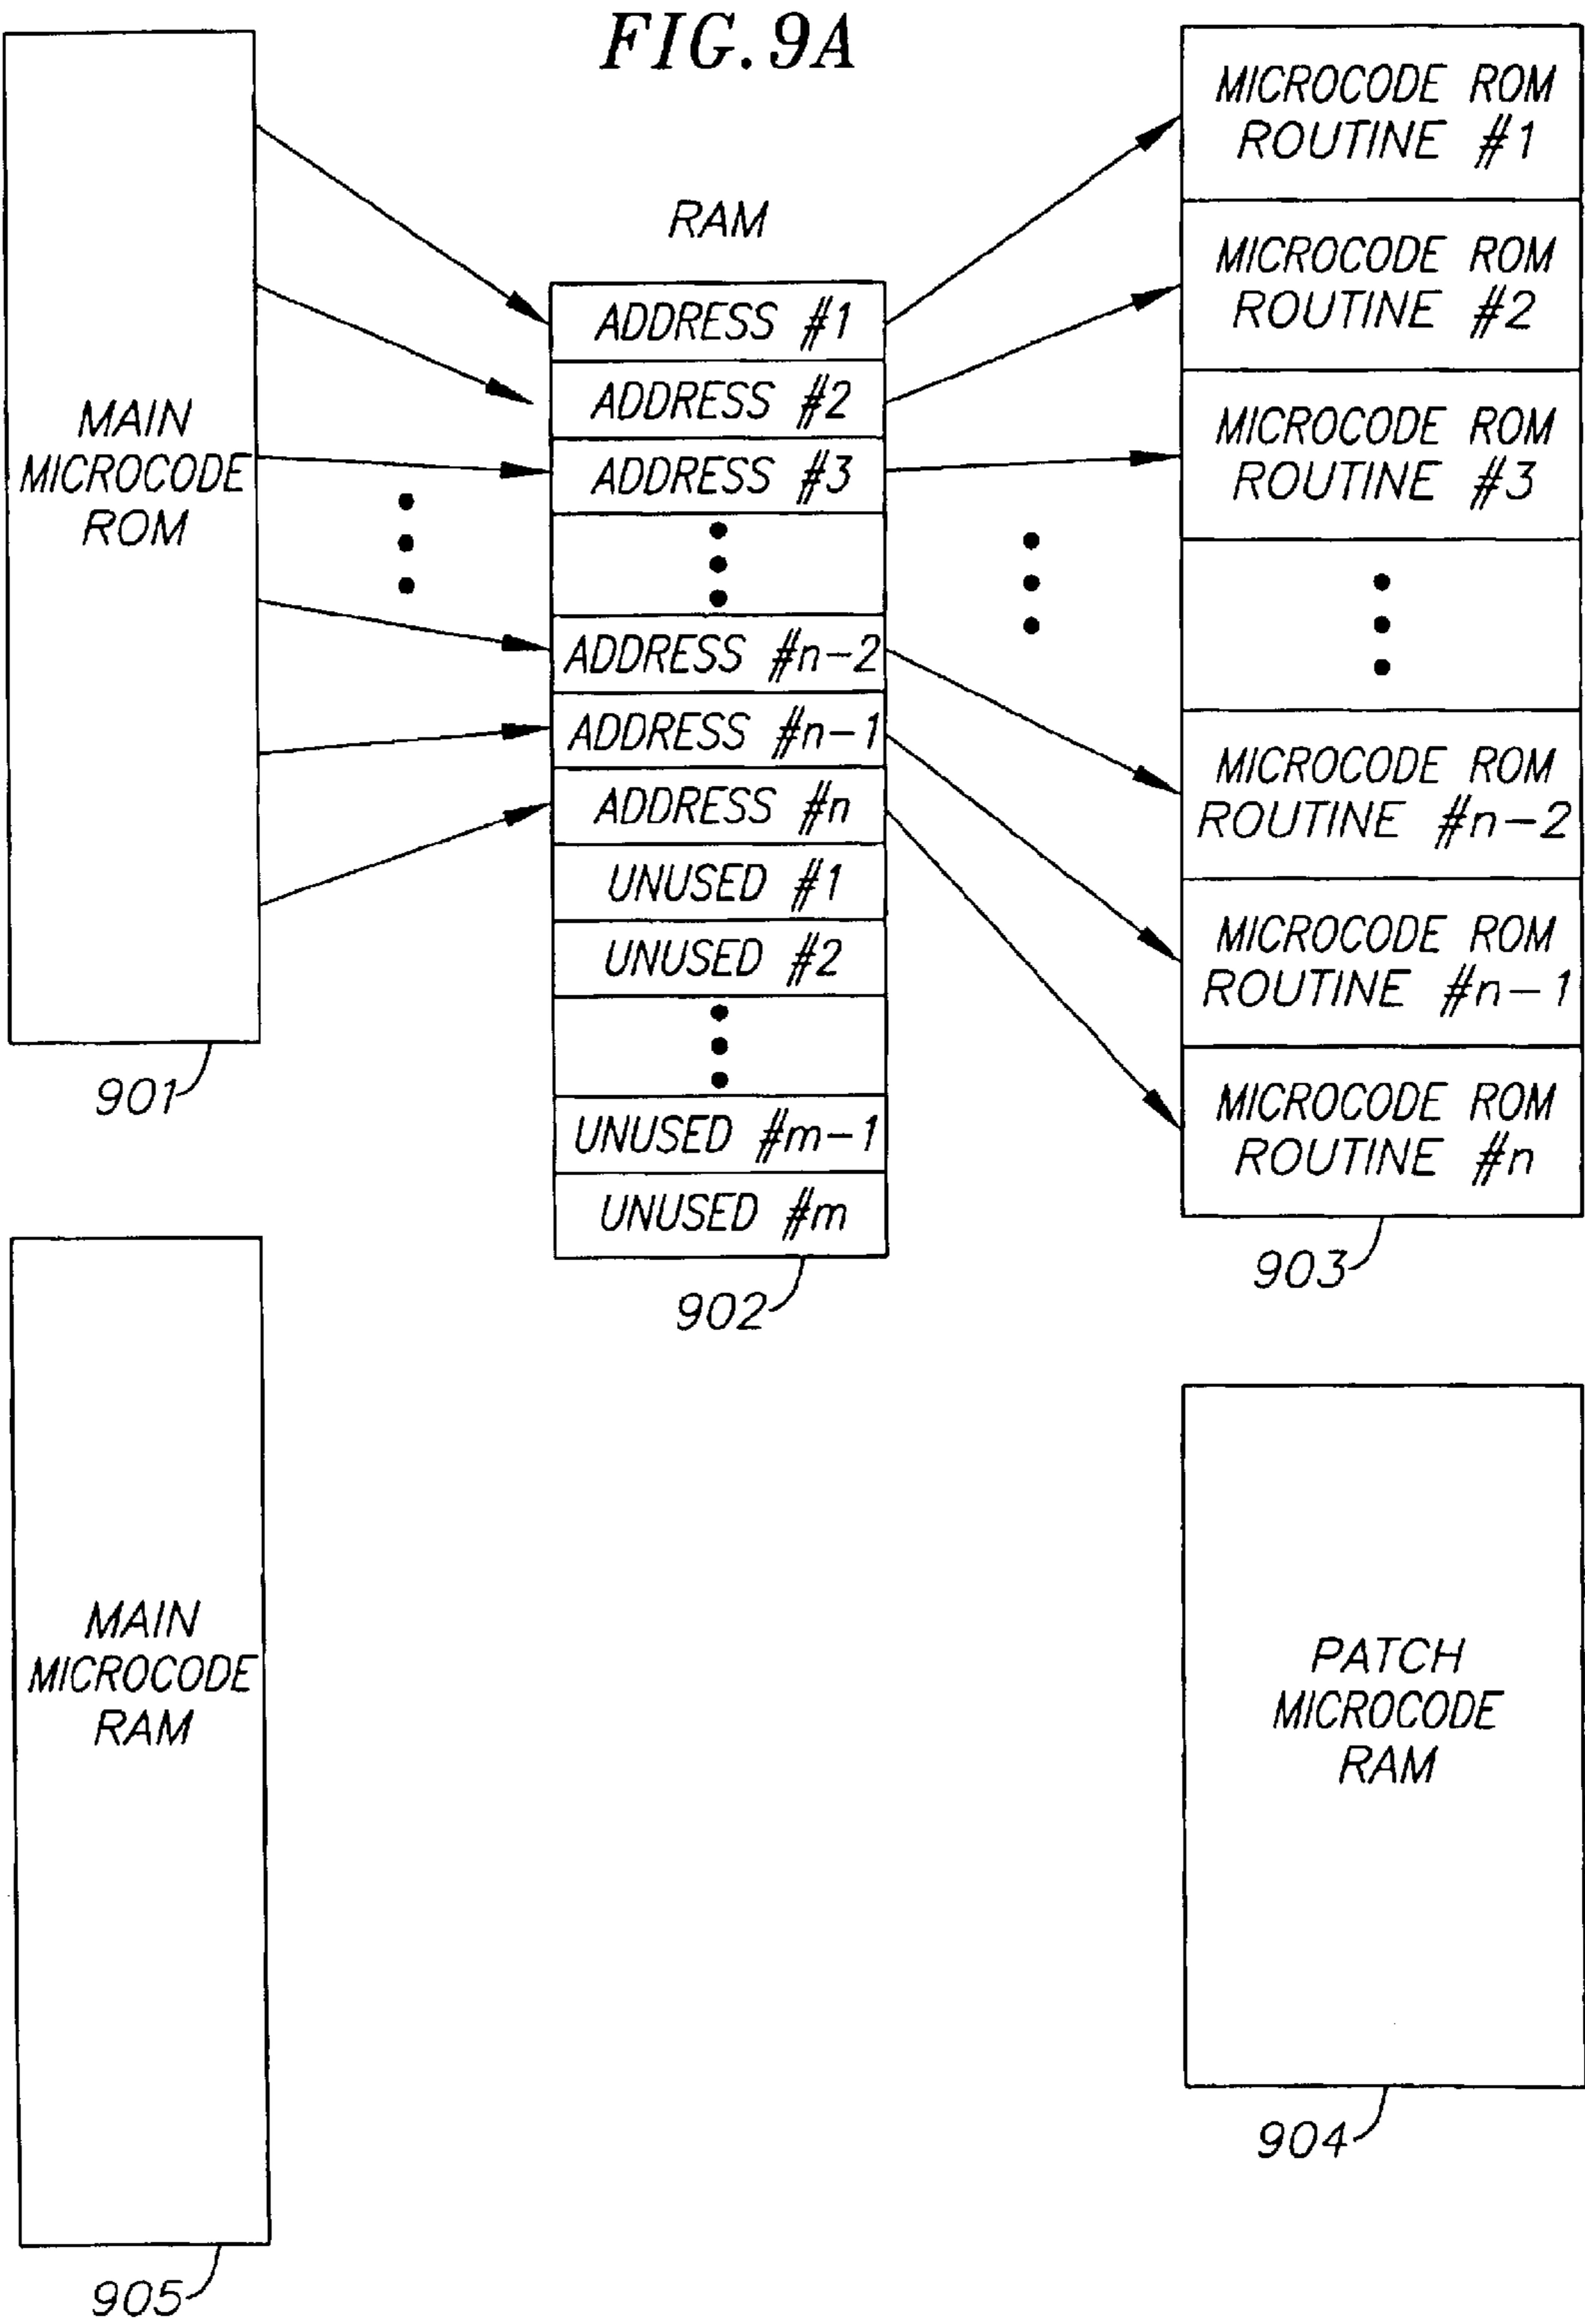 FIG. 9A
MAIN
MICROCODE
ROM
901
RAM
ADDRESS #1
ADDRESS #2
ADDRESS #3
ADDRESS #n-2
ADDRESS #n-1
ADDRESS #n
UNUSED #1
UNUSED #2
UNUSED #m-1
UNUSED #m
902
MICROCODE ROM
ROUTINE #1
MICROCODE ROM
ROUTINE #2
MICROCODE ROM
ROUTINE #3
MICROCODE ROM
ROUTINE #n-2
MICROCODE ROM
ROUTINE #n-1
MICROCODE ROM
ROUTINE #n
903
MAIN
MICROCODE
RAM
905
PATCH
MICROCODE
RAM
904